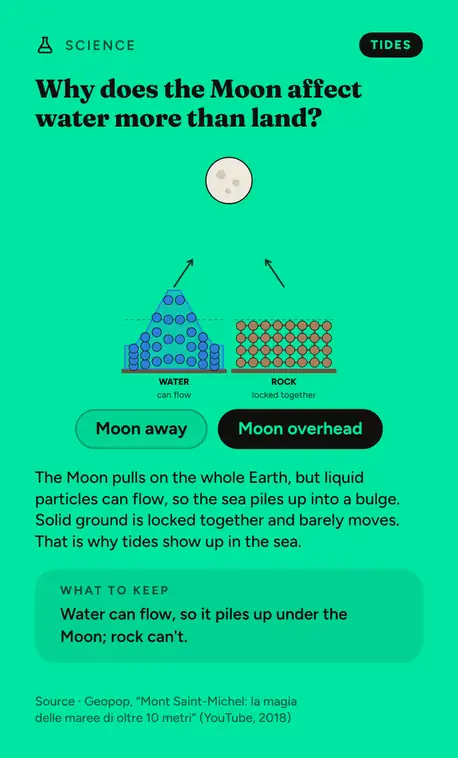 SCIENCE
TIDES
Why does the Moon affect
water more than land?
WATER
can flow
ROCK
locked together
Moon away
Moon overhead
The Moon pulls on the whole Earth, but liquid
particles can flow, so the sea piles up into a bulge.
Solid ground is locked together and barely moves.
That is why tides show up in the sea.
WHAT TO KEEP
Water can flow, so it piles up under the
Moon; rock can't.
Source · Geopop, “Mont Saint-Michel: la magia
delle maree di oltre 10 metri” (YouTube, 2018)